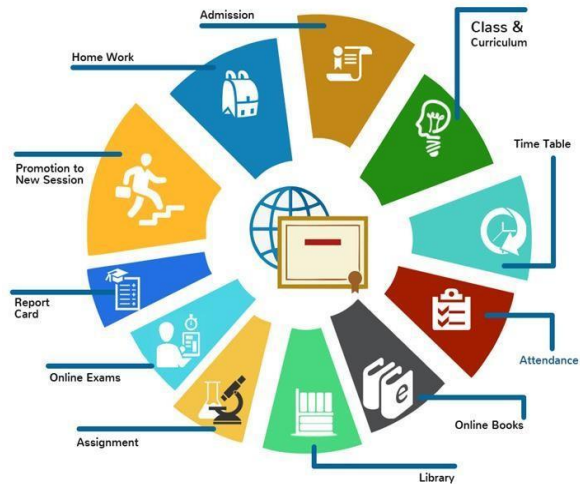 Admission
Class &
Curriculum
Home Work
Time Table
Promotion to
New Session
Report
Card
Attendance
Online Exams
Online Books
Assignment
Library
e